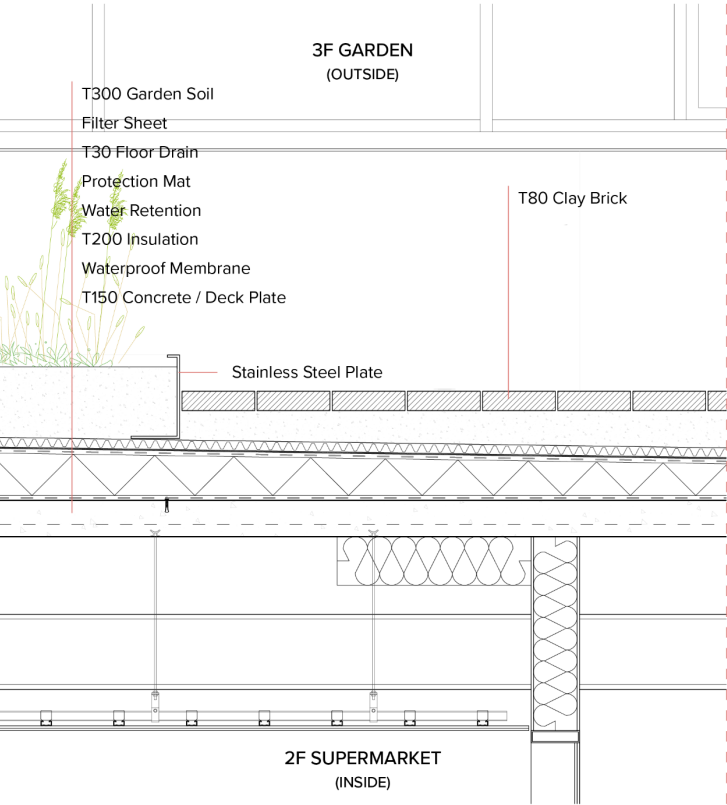 3F GARDEN
(OUTSIDE)
T300 Garden Soil
Filter Sheet
T30 Floor Drain
Protection Mat
Water Retention
T200 Insulation
Waterproof Membrane
T150 Concrete / Deck Plate
T80 Clay Brick
Stainless Steel Plate
2F SUPERMARKET
(INSIDE)